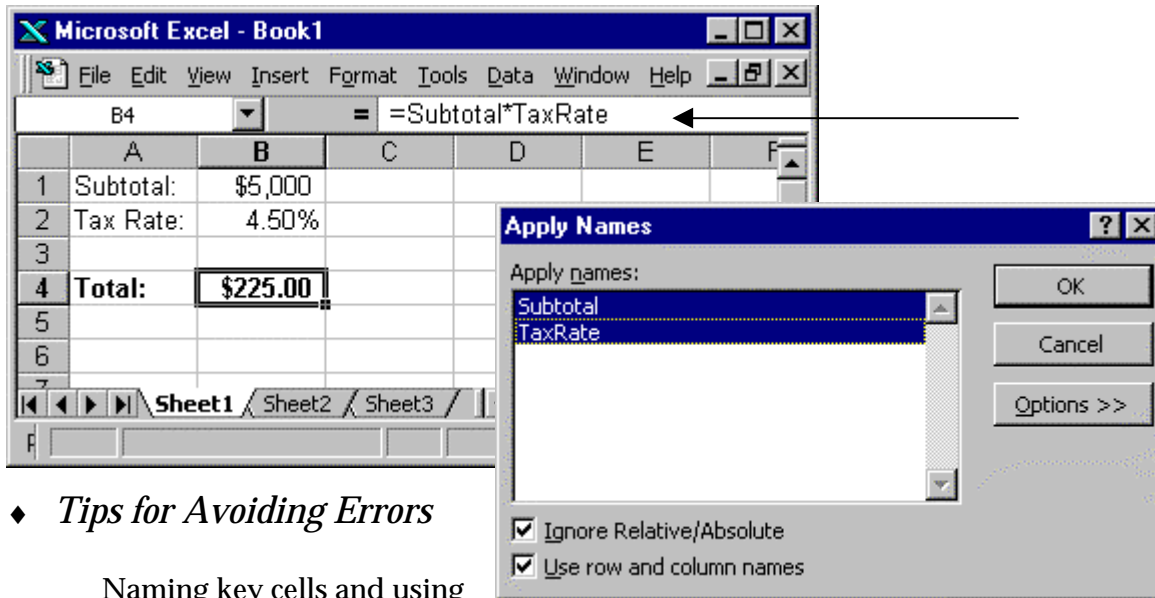 Microsoft Excel - Book1
File Edit View Insert Format Tools Data Window Help
B4 = =Subtotal*TaxRate
A B C D E F
1 Subtotal: $5,000
2 Tax Rate: 4.50%
3
4 Total: $225.00
5
6
7
Sheet1 Sheet2 Sheet3
Apply Names
Apply names:
Subtotal
TaxRate
OK
Cancel
Options >>
Ignore Relative/Absolute
Use row and column names
♦ Tips for Avoiding Errors
Naming key cells and using